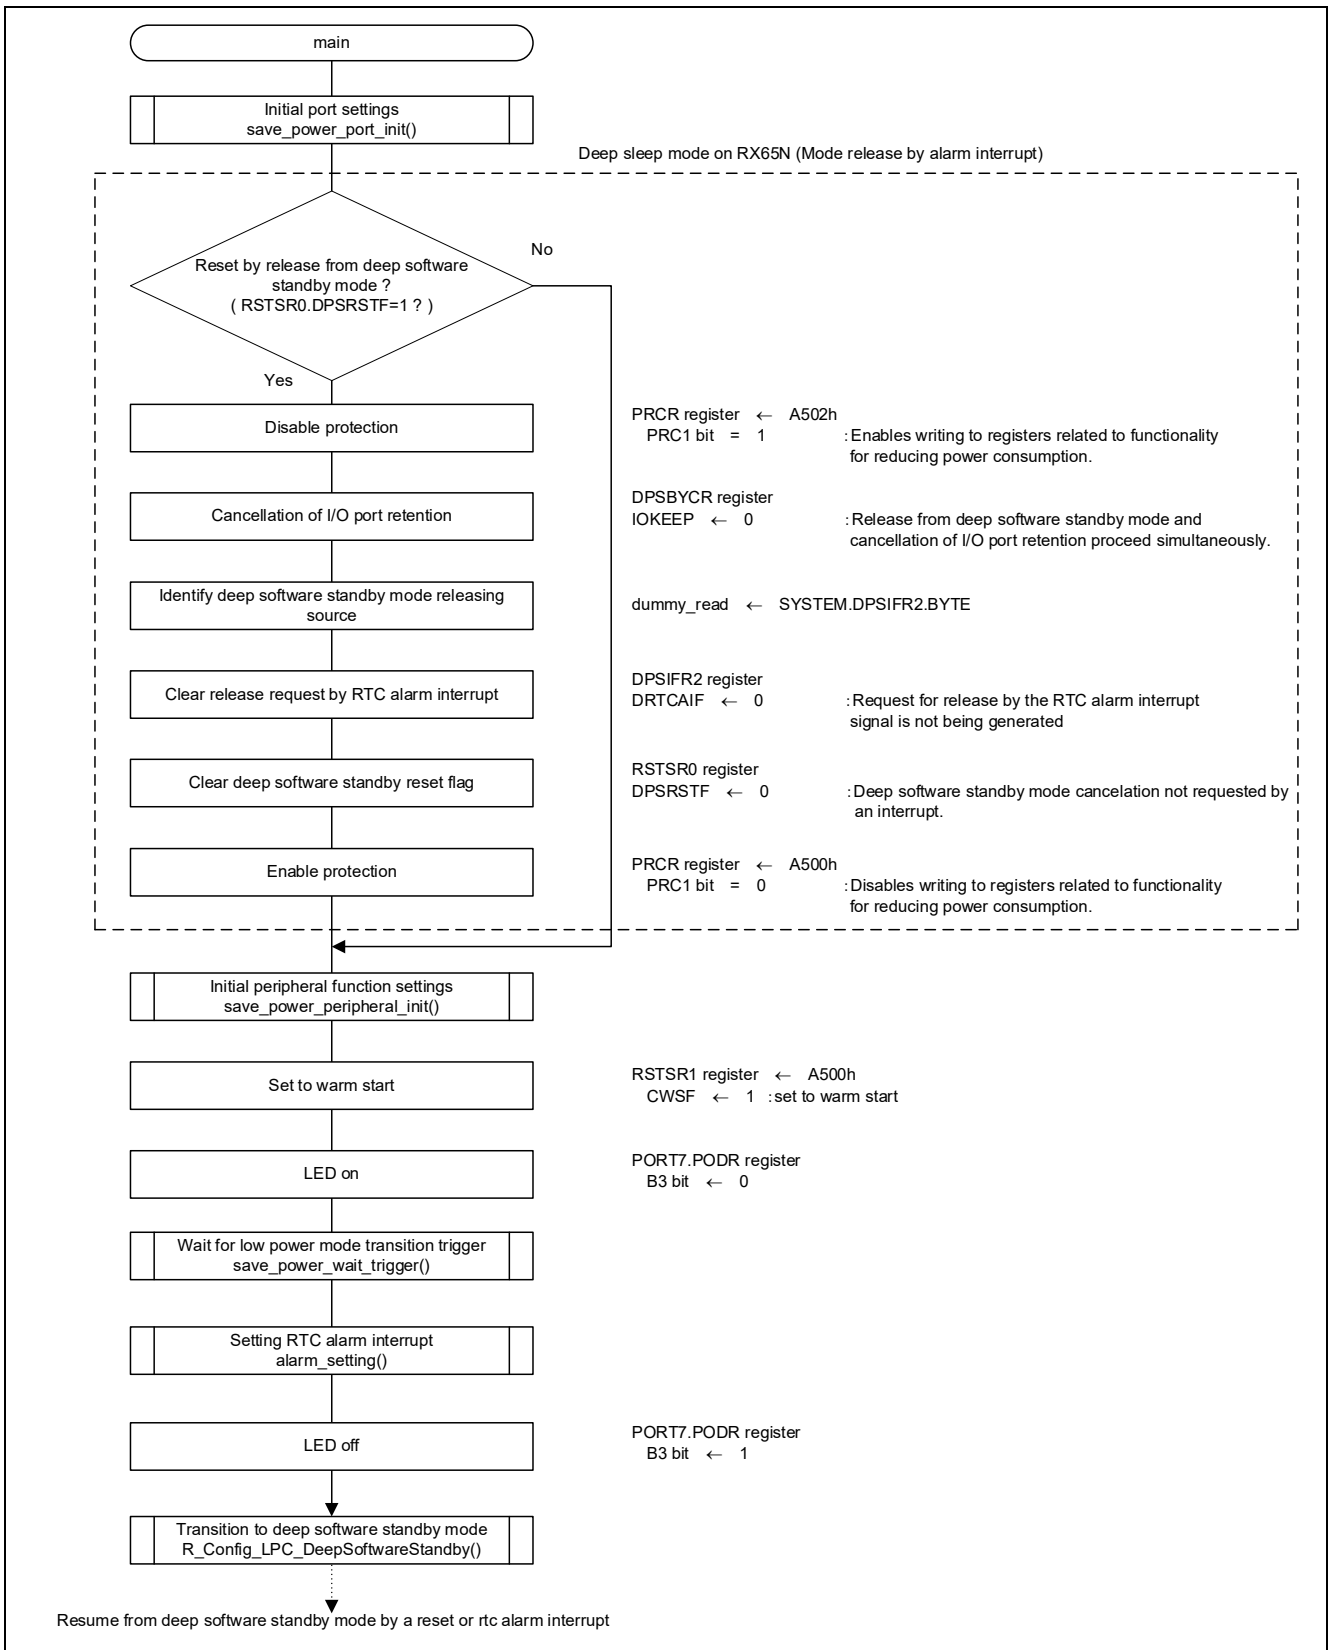 main
Initial port settings
save_power_port_init()
Deep sleep mode on RX65N (Mode release by alarm interrupt)
No
Reset by release from deep software
standby mode ?
( RSTSR0.DPSRSTF=1 ? )
Yes
Disable protection
PRCR register ← A502h
PRC1 bit = 1 :Enables writing to registers related to functionality
for reducing power consumption.
Cancellation of I/O port retention
DPSBYCR register
IOKEEP ← 0 :Release from deep software standby mode and
cancellation of I/O port retention proceed simultaneously.
Identify deep software standby mode releasing
source
dummy_read ← SYSTEM.DPSIFR2.BYTE
Clear release request by RTC alarm interrupt
DPSIFR2 register
DRTCAIF ← 0 :Request for release by the RTC alarm interrupt
signal is not being generated
Clear deep software standby reset flag
RSTSR0 register
DPSRSTF ← 0 :Deep software standby mode cancelation not requested by
an interrupt.
Enable protection
PRCR register ← A500h
PRC1 bit = 0 :Disables writing to registers related to functionality
for reducing power consumption.
Initial peripheral function settings
save_power_peripheral_init()
Set to warm start
RSTSR1 register ← A500h
CWSF ← 1 :set to warm start
LED on
PORT7.PODR register
B3 bit ← 0
Wait for low power mode transition trigger
save_power_wait_trigger()
Setting RTC alarm interrupt
alarm_setting()
LED off
PORT7.PODR register
B3 bit ← 1
Transition to deep software standby mode
R_Config_LPC_DeepSoftwareStandby()
Resume from deep software standby mode by a reset or rtc alarm interrupt